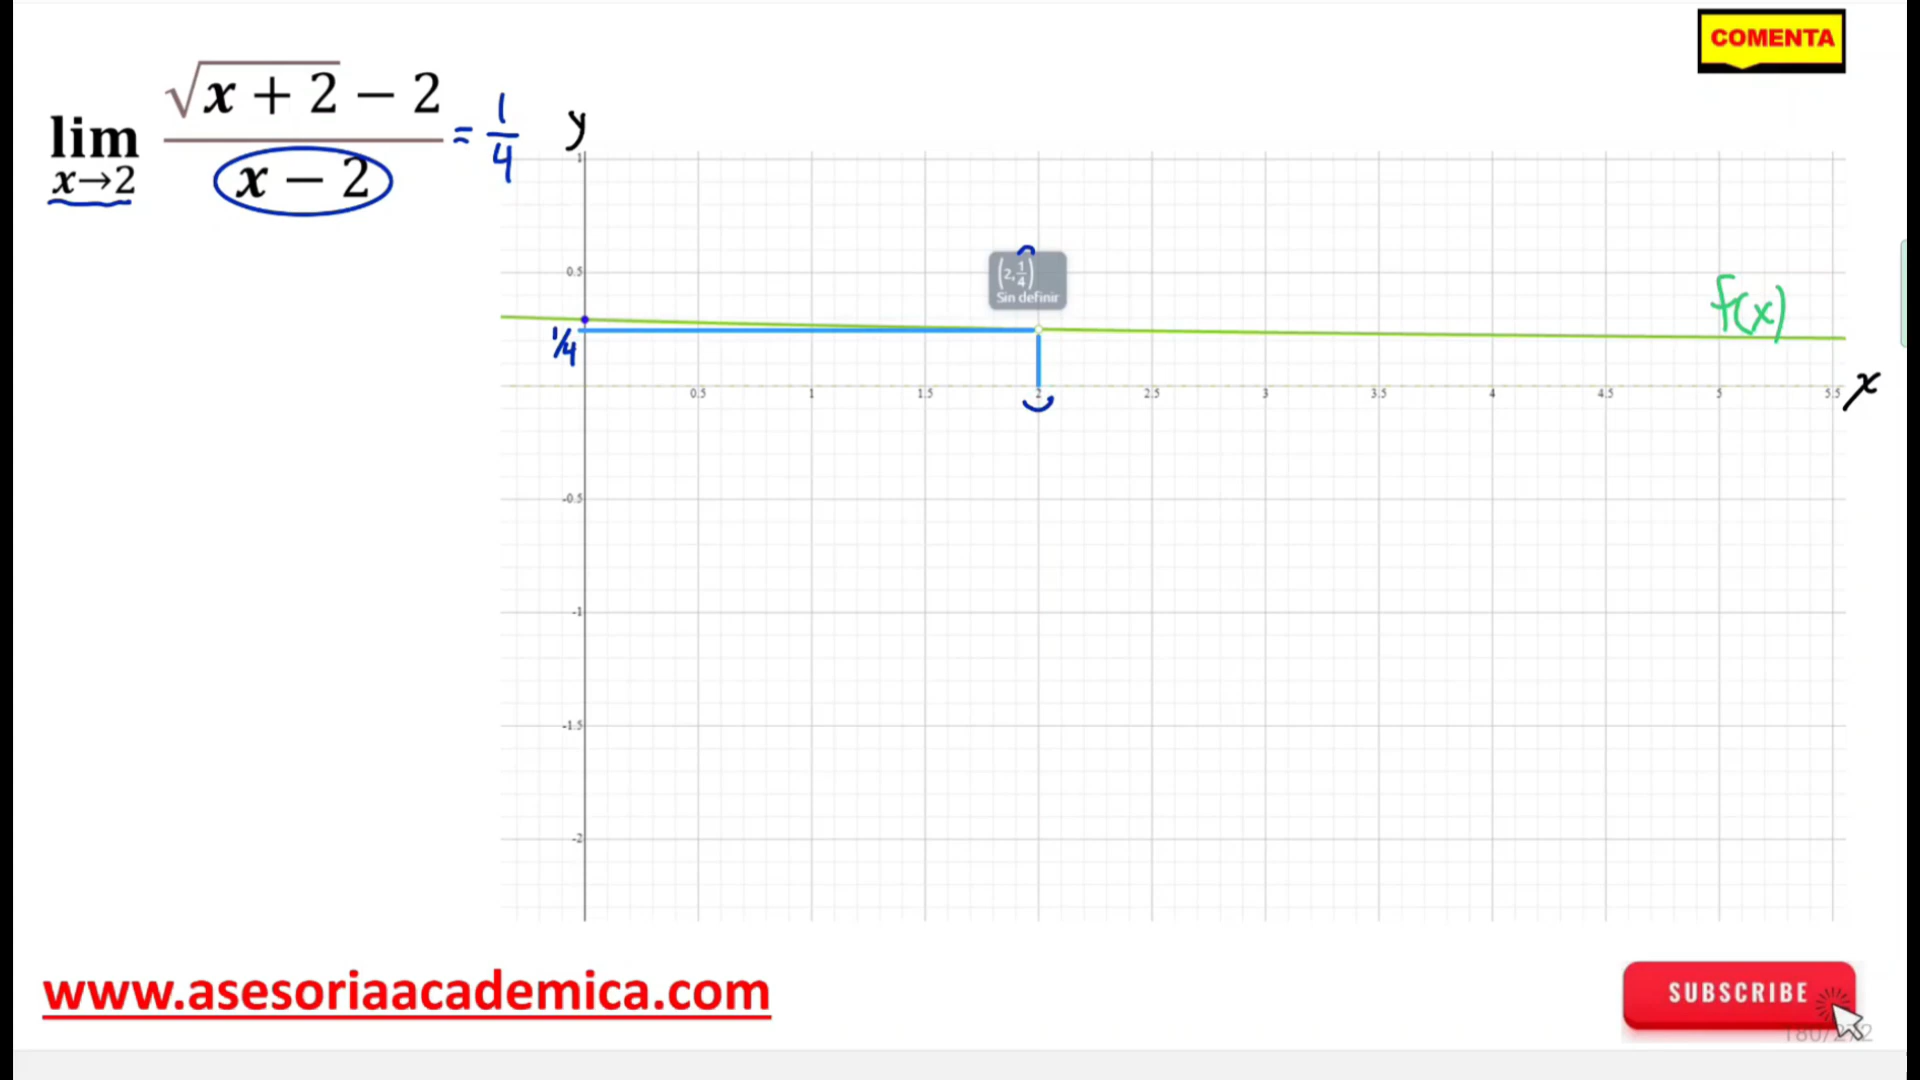 COMENTA
lim x→2 (√x + 2 − 2)/(x − 2) = 1/4
y
1
0.5
(2, 1/4)
Sin definir
f(x)
1/4
0.5 1 1.5 2 2.5 3 3.5 4 4.5 5 5.5
x
-0.5
-1
-1.5
-2
www.asesoriaacademica.com
SUBSCRIBE